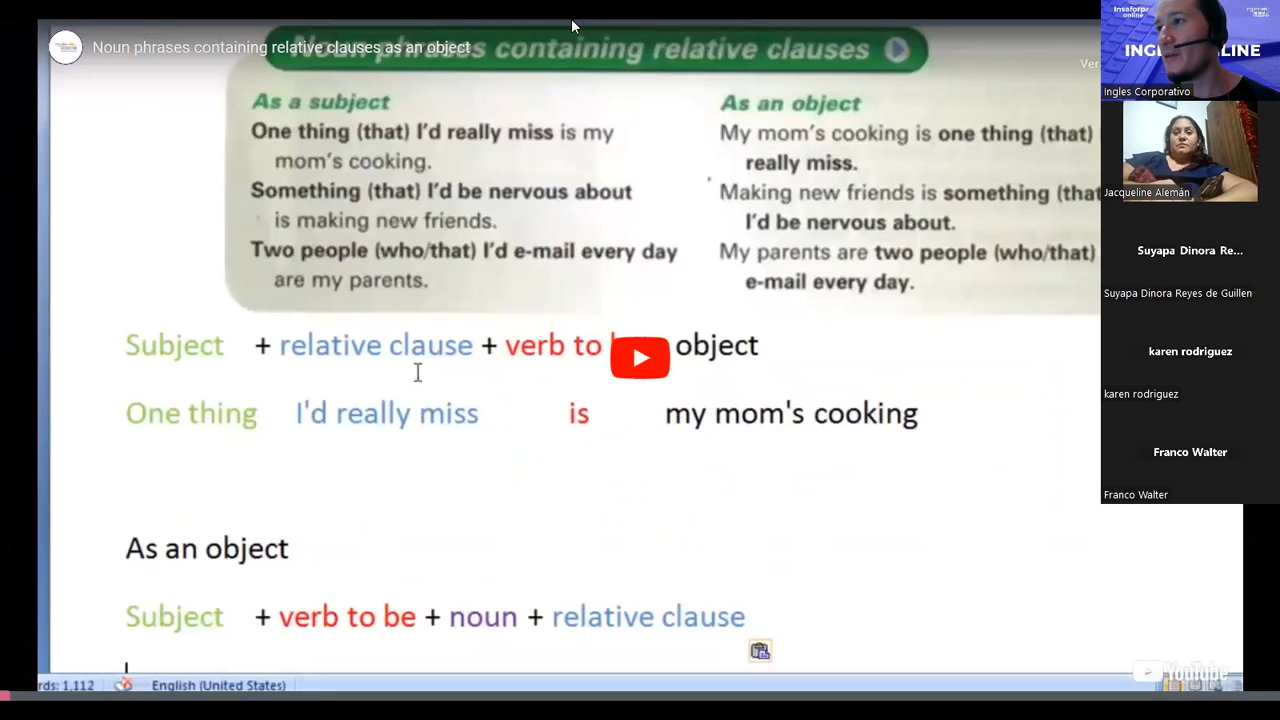 Noun phrases containing relative clauses as an object
Noun phrases containing relative clauses
As a subject
One thing (that) I'd really miss is my
mom's cooking.
Something (that) I'd be nervous about
is making new friends.
Two people (who/that) I'd e-mail every day
are my parents.
As an object
My mom's cooking is one thing (that)
really miss.
Making new friends is something (that
I'd be nervous about.
My parents are two people (who/that)
e-mail every day.
Subject + relative clause + verb to object
One thing I'd really miss is my mom's cooking
As an object
Subject + verb to be + noun + relative clause
rds: 1,112 English (United States)
YouTube
Ver
Insaforp
online
INGL LINE
Ingles Corporativo
Jacqueline Alemán
Suyapa Dinora Re...
Suyapa Dinora Reyes de Guillen
karen rodriguez
karen rodriguez
Franco Walter
Franco Walter